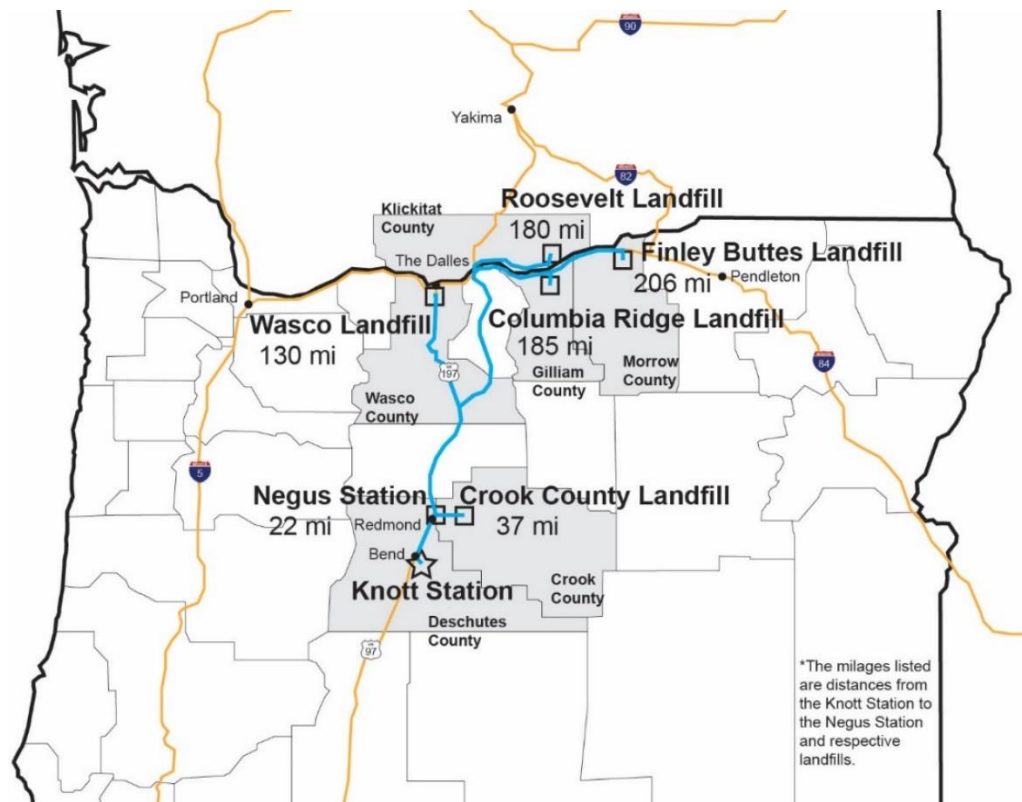 90
Yakima
82
Roosevelt Landfill
180 mi
Klickitat
County
The Dalles
Finley Buttes Landfill
206 mi
Pendleton
Portland
Wasco Landfill
130 mi
Columbia Ridge Landfill
185 mi
Gilliam
County
Morrow
County
84
197
Wasco
County
5
Negus Station
22 mi
Redmond
Crook County Landfill
37 mi
Bend
Knott Station
Crook
County
Deschutes
County
97
*The milages listed
are distances from
the Knott Station to
the Negus Station
and respective
landfills.